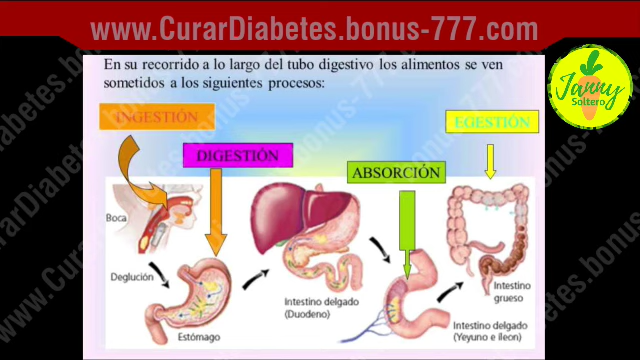 www.CurarDiabetes.bonus-777.com
En su recorrido a lo largo del tubo digestivo los alimentos se ven
sometidos a los siguientes procesos:
Janny
Soltero
INGESTIÓN
EGESTIÓN
DIGESTIÓN
ABSORCIÓN
Boca
Deglución
Estómago
Intestino delgado
(Duodeno)
Intestino
grueso
Intestino delgado
(Yeyuno e ileon)